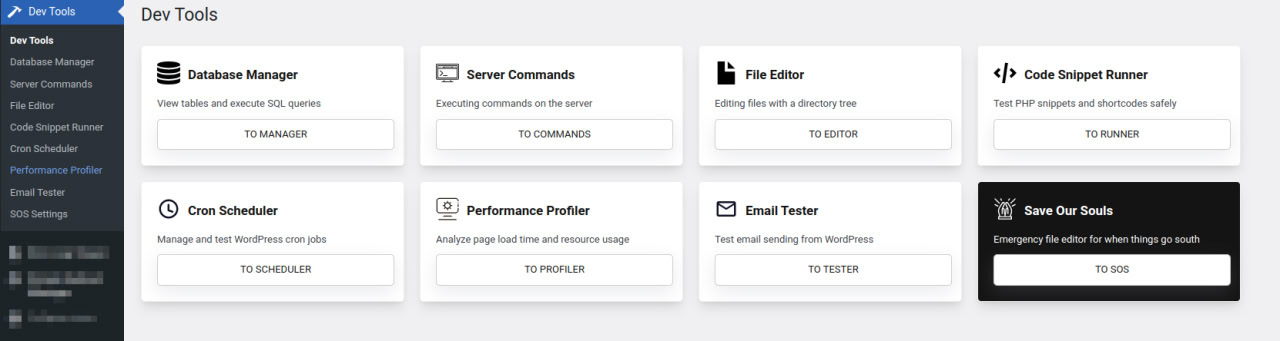 Dev Tools
Dev Tools
Database Manager
Server Commands
File Editor
Code Snippet Runner
Cron Scheduler
Performance Profiler
Email Tester
SOS Settings
Dev Tools
Database Manager
View tables and execute SQL queries
TO MANAGER
Server Commands
Executing commands on the server
TO COMMANDS
File Editor
Editing files with a directory tree
TO EDITOR
Code Snippet Runner
Test PHP snippets and shortcodes safely
TO RUNNER
Cron Scheduler
Manage and test WordPress cron jobs
TO SCHEDULER
Performance Profiler
Analyze page load time and resource usage
TO PROFILER
Email Tester
Test email sending from WordPress
TO TESTER
Save Our Souls
Emergency file editor for when things go south
TO SOS